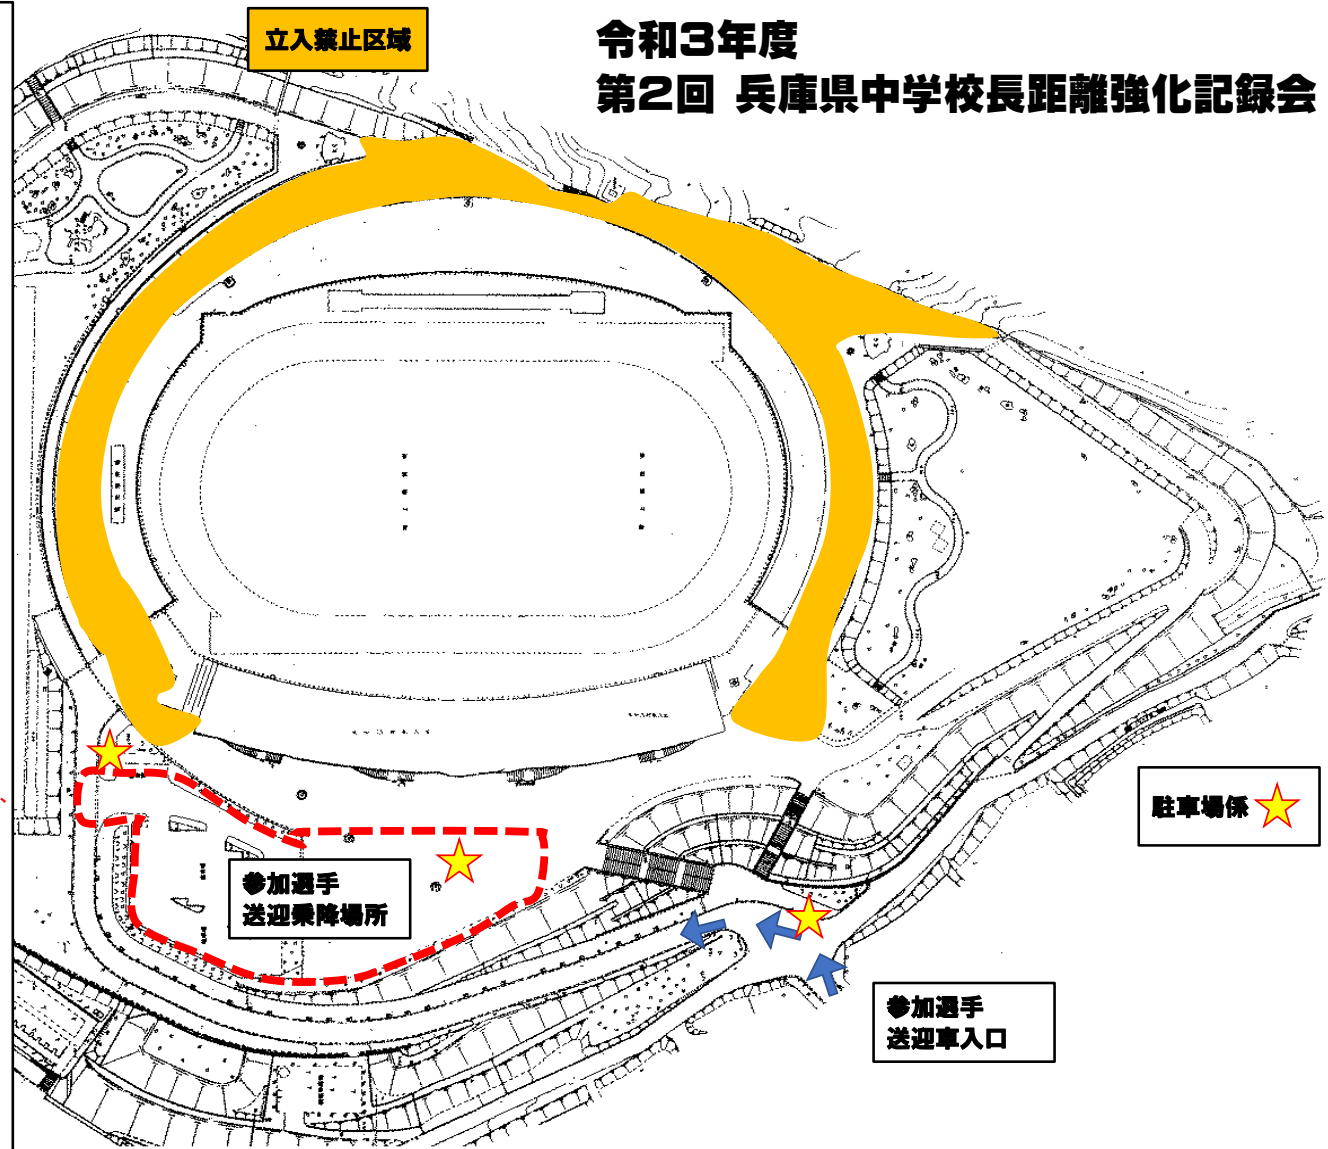 立入禁止区域
令和3年度
第2回 兵庫県中学校長距離強化記録会
駐車場係
参加選手
送迎乗降場所
参加選手
送迎車入口